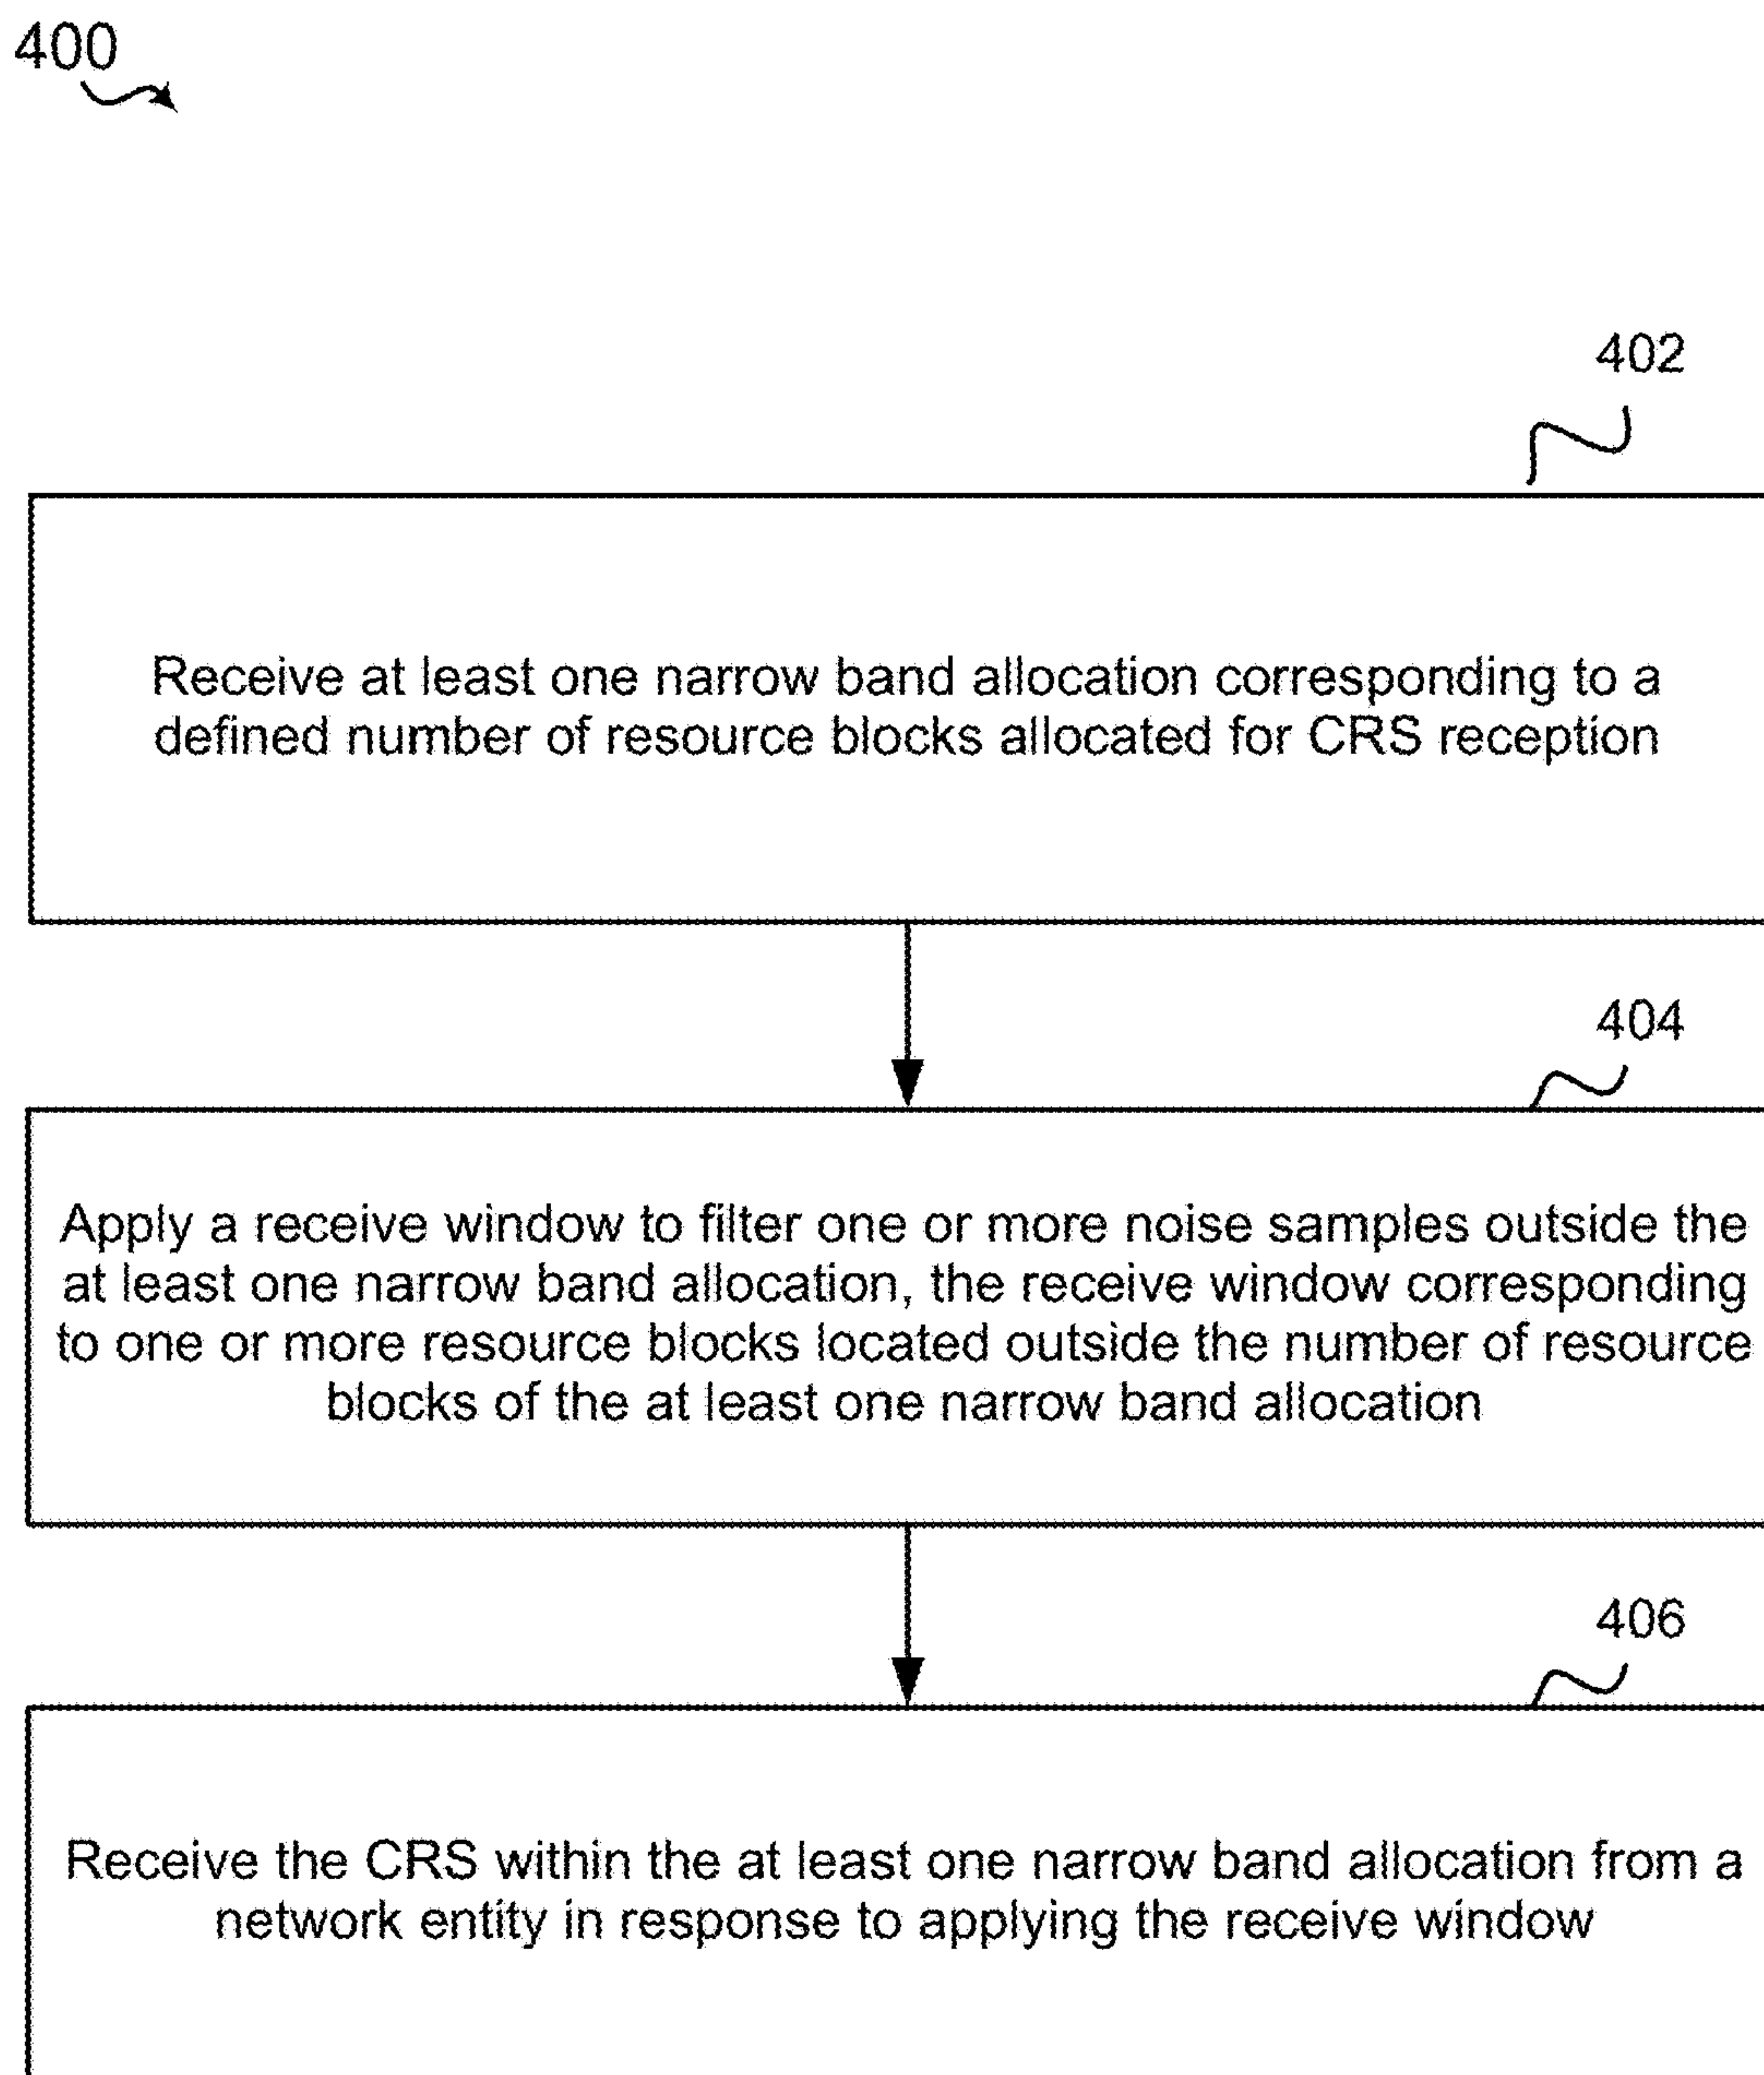 400
402
Receive at least one narrow band allocation corresponding to a
defined number of resource blocks allocated for CRS reception
404
Apply a receive window to filter one or more noise samples outside the
at least one narrow band allocation, the receive window corresponding
to one or more resource blocks located outside the number of resource
blocks of the at least one narrow band allocation
406
Receive the CRS within the at least one narrow band allocation from a
network entity in response to applying the receive window